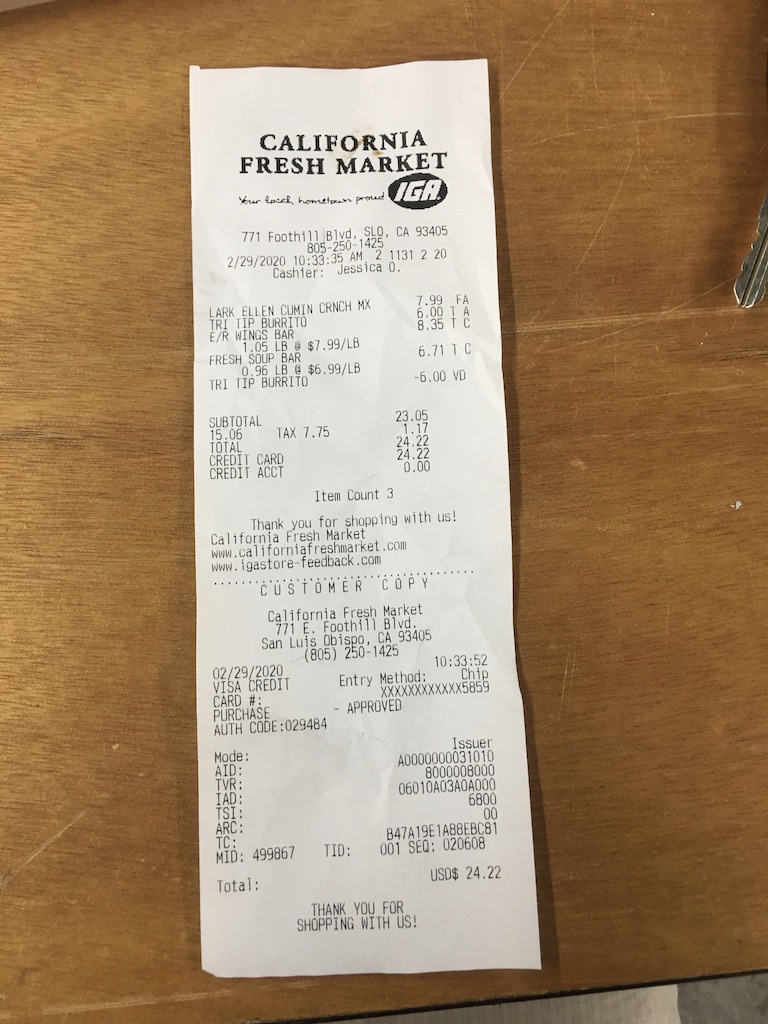 CALIFORNIA
FRESH MARKET
Your local, hometown proud IGA
771 Foothill Blvd, SLO, CA 93405
805-250-1425
2/29/2020 10:33:35 AM 2 1131 2 20
Cashier: Jessica O.
LARK ELLEN CUMIN CRNCH MX 7.99 FA
TRI TIP BURRITO 6.00 T A
E/R WINGS BAR 8.35 T C
1.05 LB @ $7.99/LB
FRESH SOUP BAR 6.71 T C
0.96 LB @ $6.99/LB
TRI TIP BURRITO -6.00 VD
SUBTOTAL 23.05
15.06 TAX 7.75 1.17
TOTAL 24.22
CREDIT CARD 24.22
CREDIT ACCT 0.00
Item Count 3
Thank you for shopping with us!
California Fresh Market
www.californiafreshmarket.com
www.igastore-feedback.com
CUSTOMER COPY
California Fresh Market
771 E. Foothill Blvd.
San Luis Obispo, CA 93405
(805) 250-1425
02/29/2020 10:33:52
VISA CREDIT Entry Method: Chip
CARD #: XXXXXXXXXXXX5859
PURCHASE - APPROVED
AUTH CODE:029484
Mode: Issuer
AID: A0000000031010
TVR: 8000008000
IAD: 06010A03A0A000
TSI: 6800
ARC: 00
TC: B47A19E1A88EBC81
MID: 499867 TID: 001 SEQ: 020608
Total: USD$ 24.22
THANK YOU FOR
SHOPPING WITH US!